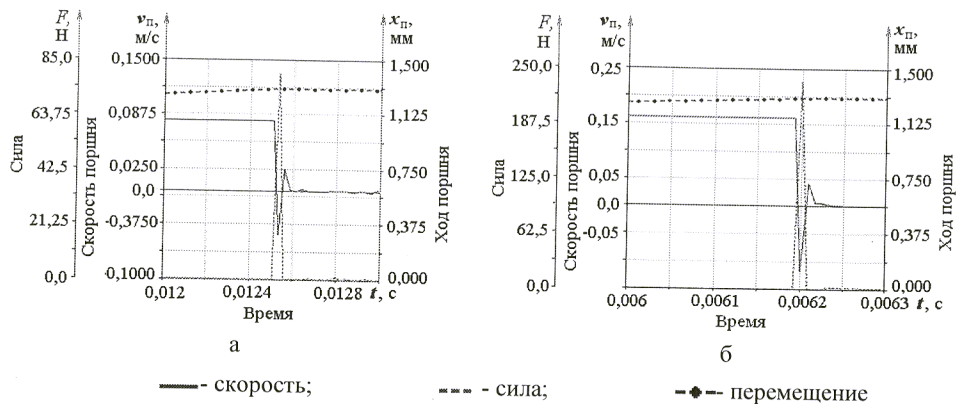 F, Н
vп, м/с
xп, мм
85,0
63,75
42,5
21,25
0,0
Сила
0,1500
0,0875
0,0250
0,0
-0,3750
-0,1000
Скорость поршня
1,500
1,125
0,750
0,375
0,000
Ход поршня
0,012
0,0124
0,0128
t, с
Время
а
F, Н
vп, м/с
xп, мм
250,0
187,5
125,0
62,5
0,0
Сила
0,25
0,15
0,05
0,0
-0,05
Скорость поршня
1,500
1,125
0,750
0,375
0,000
Ход поршня
0,006
0,0061
0,0062
0,0063
t, с
Время
б
- скорость;
- сила;
- перемещение